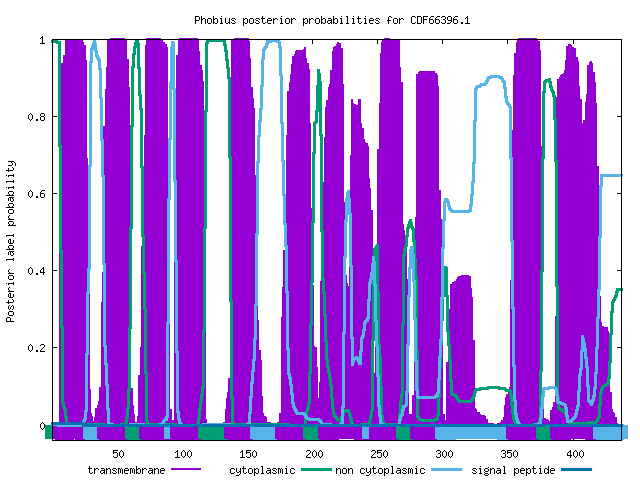 Phobius posterior probabilities for CDF66396.1
Posterior label probability
1
0.8
0.6
0.4
0.2
0
50 100 150 200 250 300 350 400
transmembrane cytoplasmic non cytoplasmic signal peptide